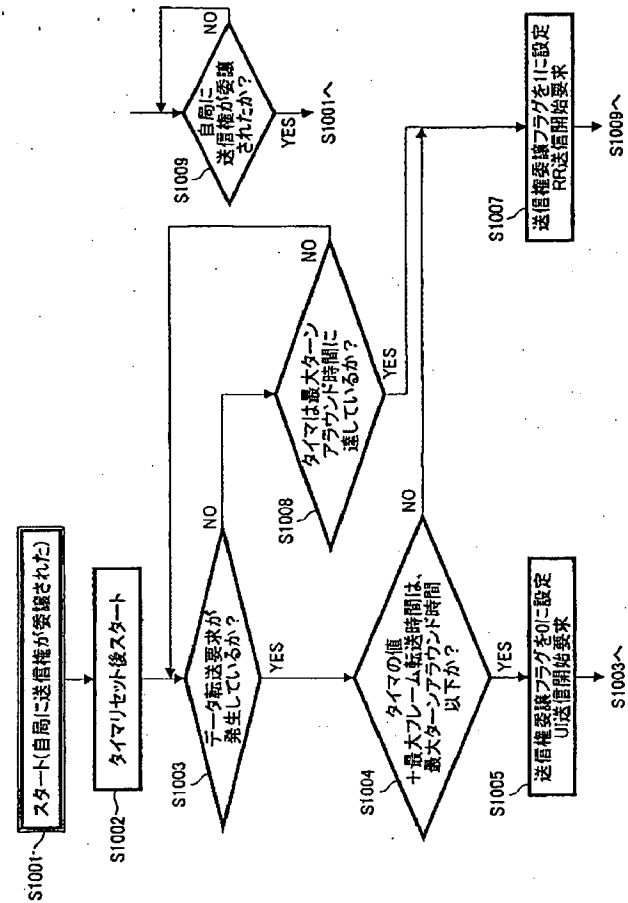 S1001
スタート(自局に送信権が委譲された)
S1002
タイマリセット後スタート
S1003
データ転送要求が
発生しているか?
NO
YES
S1008
タイマは最大ターン
アラウンド時間に
達しているか?
NO
YES
S1004
タイマの値
+最大フレーム転送時間は、
最大ターンアラウンド時間
以下か?
NO
YES
S1005
送信権委譲フラグを0に設定
UI送信開始要求
S1003へ
S1007
送信権委譲フラグを1に設定
RR送信開始要求
S1009へ
S1009
自局に
送信権が委譲
されたか?
NO
YES
S1001へ